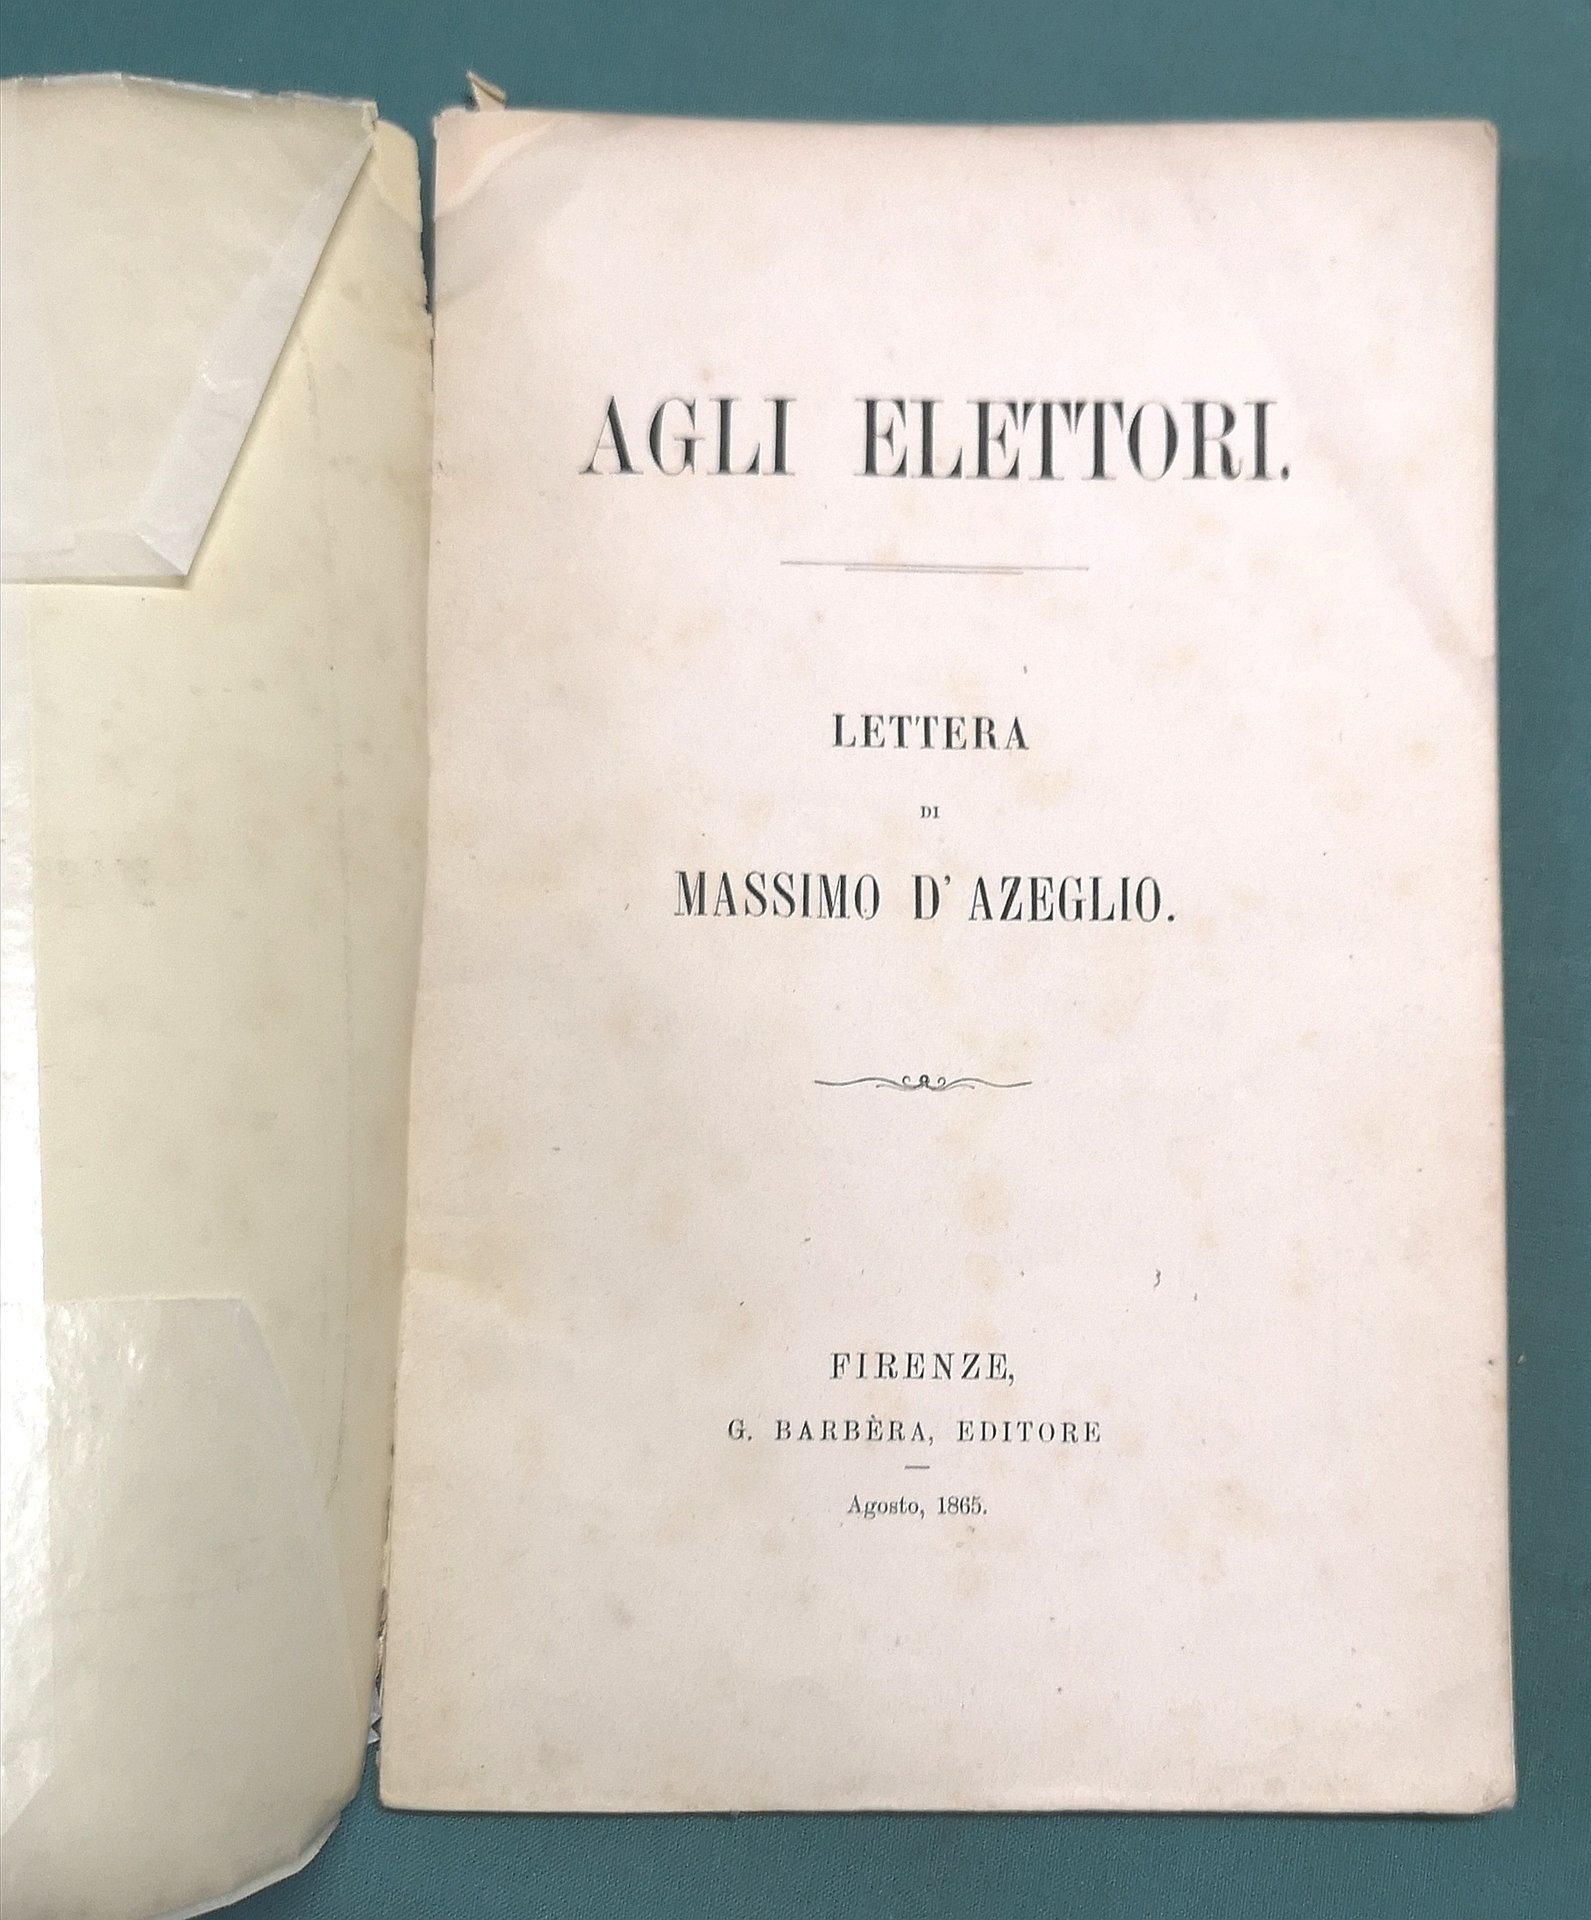 AGLI ELETTORI.
LETTERA
DI
MASSIMO D' AZEGLIO.
FIRENZE,
G. BARBÈRA, EDITORE
Agosto, 1865.